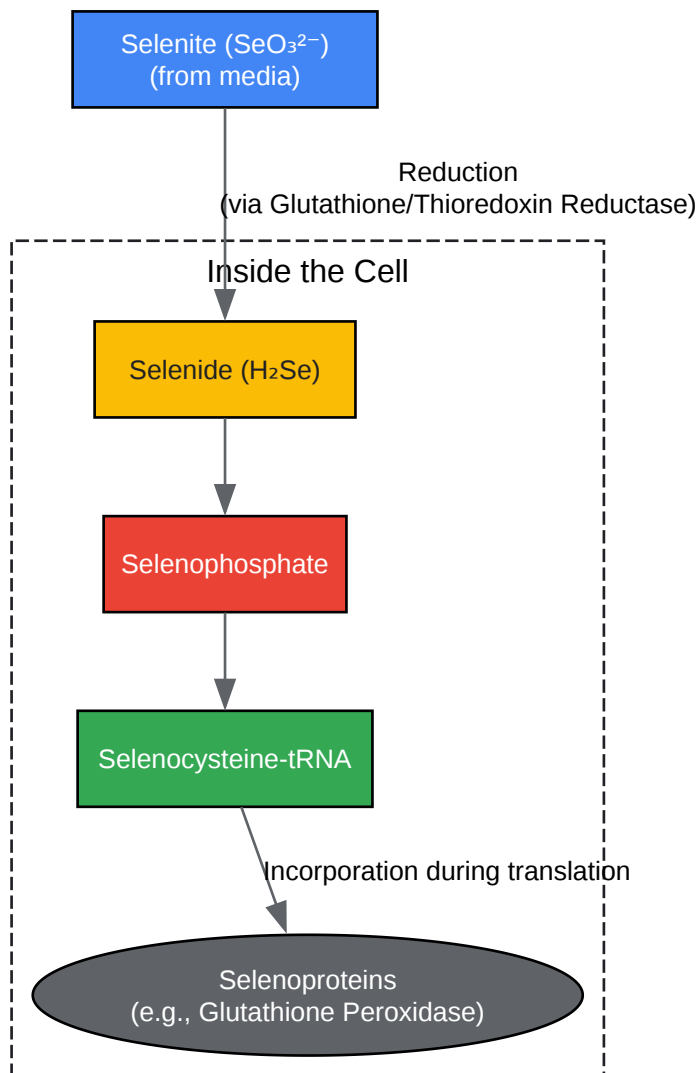 Selenite (SeO₃²⁻)
(from media)
Reduction
(via Glutathione/Thioredoxin Reductase)
Inside the Cell
Selenide (H₂Se)
Selenophosphate
Selenocysteine-tRNA
Incorporation during translation
Selenoproteins
(e.g., Glutathione Peroxidase)